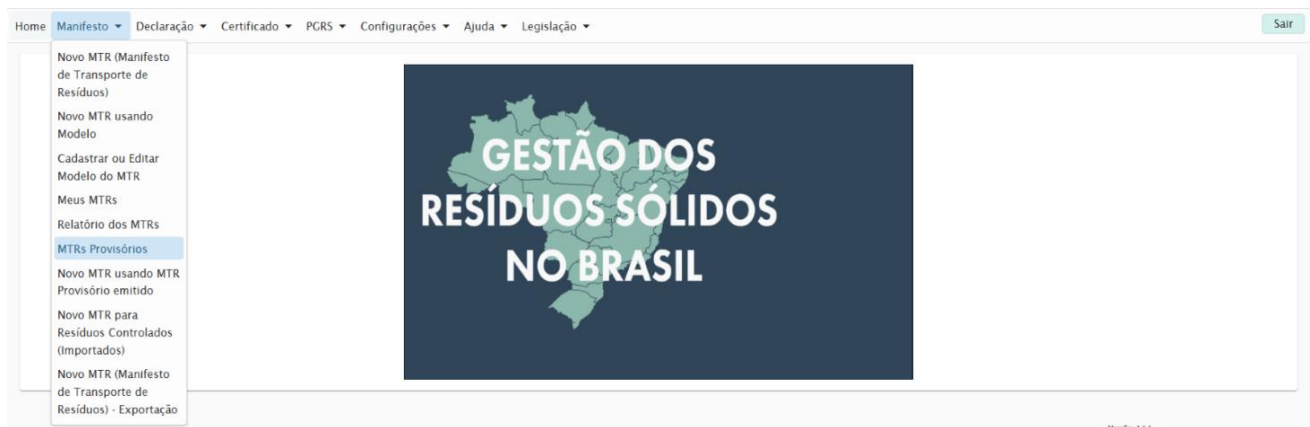 Home Manifesto Declaração Certificado PGRS Configurações Ajuda Legislação Sair
Novo MTR (Manifesto
de Transporte de
Resíduos)
Novo MTR usando
Modelo
Cadastrar ou Editar
Modelo do MTR
Meus MTRs
Relatório dos MTRs
MTRs Provisórios
Novo MTR usando MTR
Provisório emitido
Novo MTR para
Resíduos Controlados
(Importados)
Novo MTR (Manifesto
de Transporte de
Resíduos) - Exportação
GESTÃO DOS
RESÍDUOS SÓLIDOS
NO BRASIL